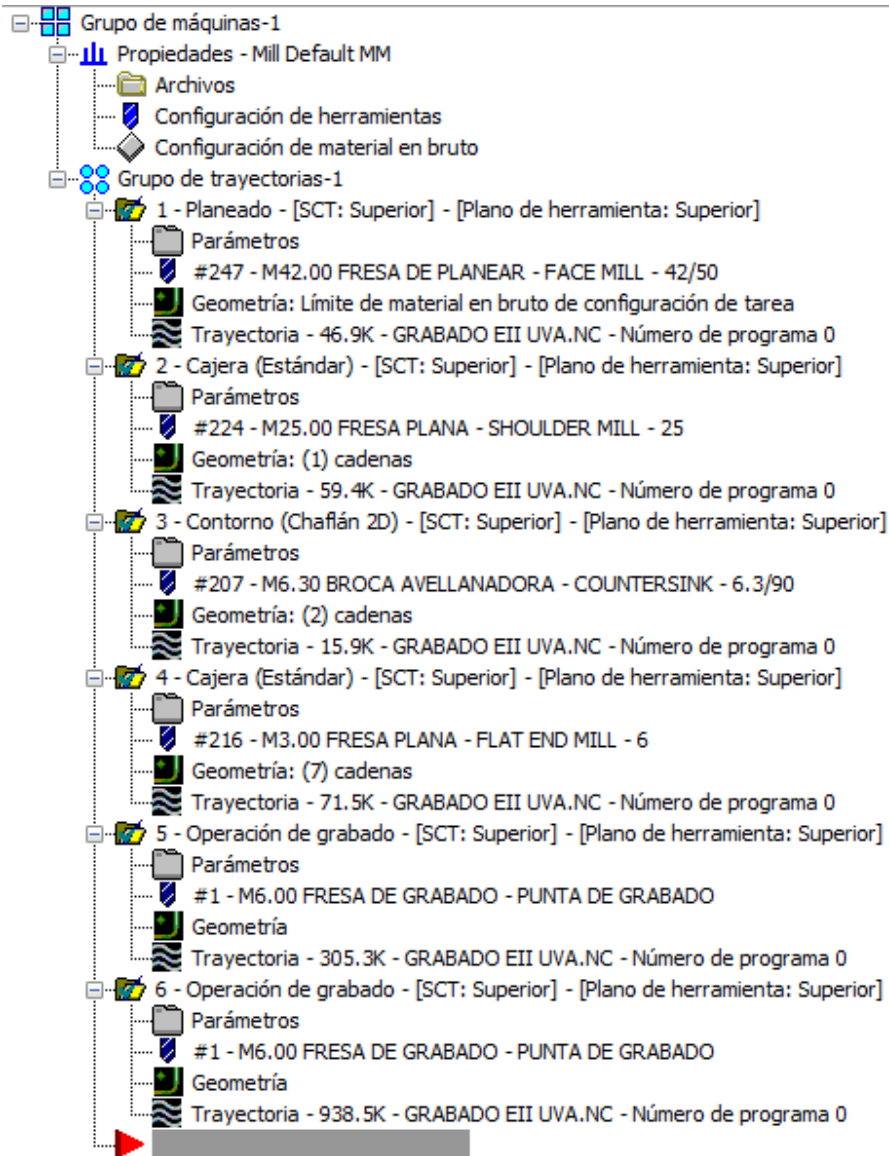 Grupo de máquinas-1
Propiedades - Mill Default MM
Archivos
Configuración de herramientas
Configuración de material en bruto
Grupo de trayectorias-1
1 - Planeado - [SCT: Superior] - [Plano de herramienta: Superior]
Parámetros
#247 - M42.00 FRESA DE PLANEAR - FACE MILL - 42/50
Geometría: Límite de material en bruto de configuración de tarea
Trayectoria - 46.9K - GRABADO EII UVA.NC - Número de programa 0
2 - Cajera (Estándar) - [SCT: Superior] - [Plano de herramienta: Superior]
Parámetros
#224 - M25.00 FRESA PLANA - SHOULDER MILL - 25
Geometría: (1) cadenas
Trayectoria - 59.4K - GRABADO EII UVA.NC - Número de programa 0
3 - Contorno (Chaflán 2D) - [SCT: Superior] - [Plano de herramienta: Superior]
Parámetros
#207 - M6.30 BROCA AVELLANADORA - COUNTERSINK - 6.3/90
Geometría: (2) cadenas
Trayectoria - 15.9K - GRABADO EII UVA.NC - Número de programa 0
4 - Cajera (Estándar) - [SCT: Superior] - [Plano de herramienta: Superior]
Parámetros
#216 - M3.00 FRESA PLANA - FLAT END MILL - 6
Geometría: (7) cadenas
Trayectoria - 71.5K - GRABADO EII UVA.NC - Número de programa 0
5 - Operación de grabado - [SCT: Superior] - [Plano de herramienta: Superior]
Parámetros
#1 - M6.00 FRESA DE GRABADO - PUNTA DE GRABADO
Geometría
Trayectoria - 305.3K - GRABADO EII UVA.NC - Número de programa 0
6 - Operación de grabado - [SCT: Superior] - [Plano de herramienta: Superior]
Parámetros
#1 - M6.00 FRESA DE GRABADO - PUNTA DE GRABADO
Geometría
Trayectoria - 938.5K - GRABADO EII UVA.NC - Número de programa 0